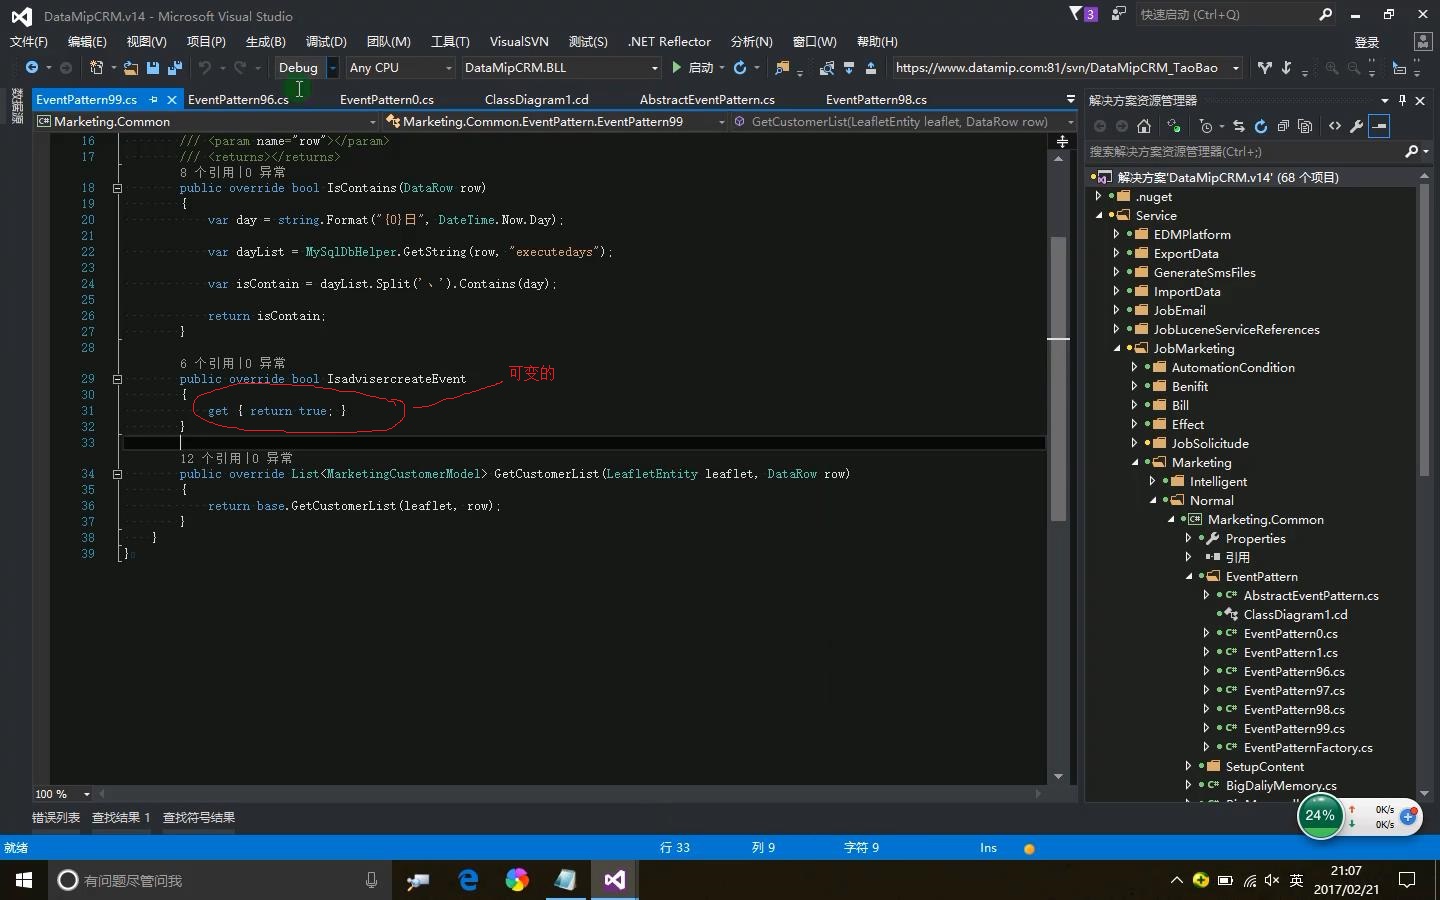 DataMipCRM.v14 - Microsoft Visual Studio
3
快速启动 (Ctrl+Q)
文件(F) 编辑(E) 视图(V) 项目(P) 生成(B) 调试(D) 团队(M) 工具(T) VisualSVN 测试(S) .NET Reflector 分析(N) 窗口(W) 帮助(H)
登录
Debug Any CPU DataMipCRM.BLL 启动 https://www.datamip.com:81/svn/DataMipCRM_TaoBao
数据源
EventPattern99.cs EventPattern96.cs EventPattern0.cs ClassDiagram1.cd AbstractEventPattern.cs EventPattern98.cs
Marketing.Common Marketing.Common.EventPattern.EventPattern99 GetCustomerList(LeafletEntity leaflet, DataRow row)
16 /// <param name="row"></param>
17 /// <returns></returns>
8 个引用|0 异常
18 public override bool IsContains(DataRow row)
19 {
20 var day = string.Format("{0}日", DateTime.Now.Day);
21
22 var dayList = MySqlDbHelper.GetString(row, "executedays");
23
24 var isContain = dayList.Split('、').Contains(day);
25
26 return isContain;
27 }
28
6 个引用|0 异常
29 public override bool IsadvisercreateEvent
可变的
30 {
31 get { return true; }
32 }
33
12 个引用|0 异常
34 public override List<MarketingCustomerModel> GetCustomerList(LeafletEntity leaflet, DataRow row)
35 {
36 return base.GetCustomerList(leaflet, row);
37 }
38 }
39 }
100 %
错误列表 查找结果 1 查找符号结果
解决方案资源管理器
搜索解决方案资源管理器(Ctrl+;)
解决方案'DataMipCRM.v14' (68 个项目)
.nuget
Service
EDMPlatform
ExportData
GenerateSmsFiles
ImportData
JobEmail
JobLuceneServiceReferences
JobMarketing
AutomationCondition
Benifit
Bill
Effect
JobSolicitude
Marketing
Intelligent
Normal
Marketing.Common
Properties
引用
EventPattern
AbstractEventPattern.cs
ClassDiagram1.cd
EventPattern0.cs
EventPattern1.cs
EventPattern96.cs
EventPattern97.cs
EventPattern98.cs
EventPattern99.cs
EventPatternFactory.cs
SetupContent
BigDaliyMemory.cs
24%
0K/s
0K/s
就绪 行 33 列 9 字符 9 Ins
有问题尽管问我
英
21:07
2017/02/21